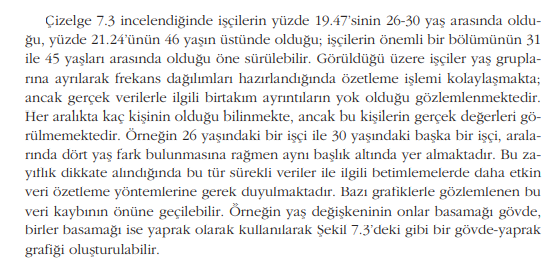 Çizelge 7.3 incelendiğinde işçilerin yüzde 19.47'sinin 26-30 yaş arasında oldu-
ğu, yüzde 21.24'ünün 46 yaşın üstünde olduğu; işçilerin önemli bir bölümünün 31
ile 45 yaşları arasında olduğu öne sürülebilir. Görüldüğü üzere işçiler yaş grupla-
rına ayrılarak frekans dağılımları hazırlandığında özetleme işlemi kolaylaşmakta;
ancak gerçek verilerle ilgili birtakım ayrıntıların yok olduğu gözlemlenmektedir.
Her aralıkta kaç kişinin olduğu bilinmekte, ancak bu kişilerin gerçek değerleri gö-
rülmemektedir. Örneğin 26 yaşındaki bir işçi ile 30 yaşındaki başka bir işçi, arala-
rında dört yaş fark bulunmasına rağmen aynı başlık altında yer almaktadır. Bu za-
yıflık dikkate alındığında bu tür sürekli veriler ile ilgili betimlemelerde daha etkin
veri özetleme yöntemlerine gerek duyulmaktadır. Bazı grafiklerle gözlemlenen bu
veri kaybının önüne geçilebilir. Örneğin yaş değişkeninin onlar basamağı gövde,
birler basamağı ise yaprak olarak kullanılarak Şekil 7.3'deki gibi bir gövde-yaprak
grafiği oluşturulabilir.